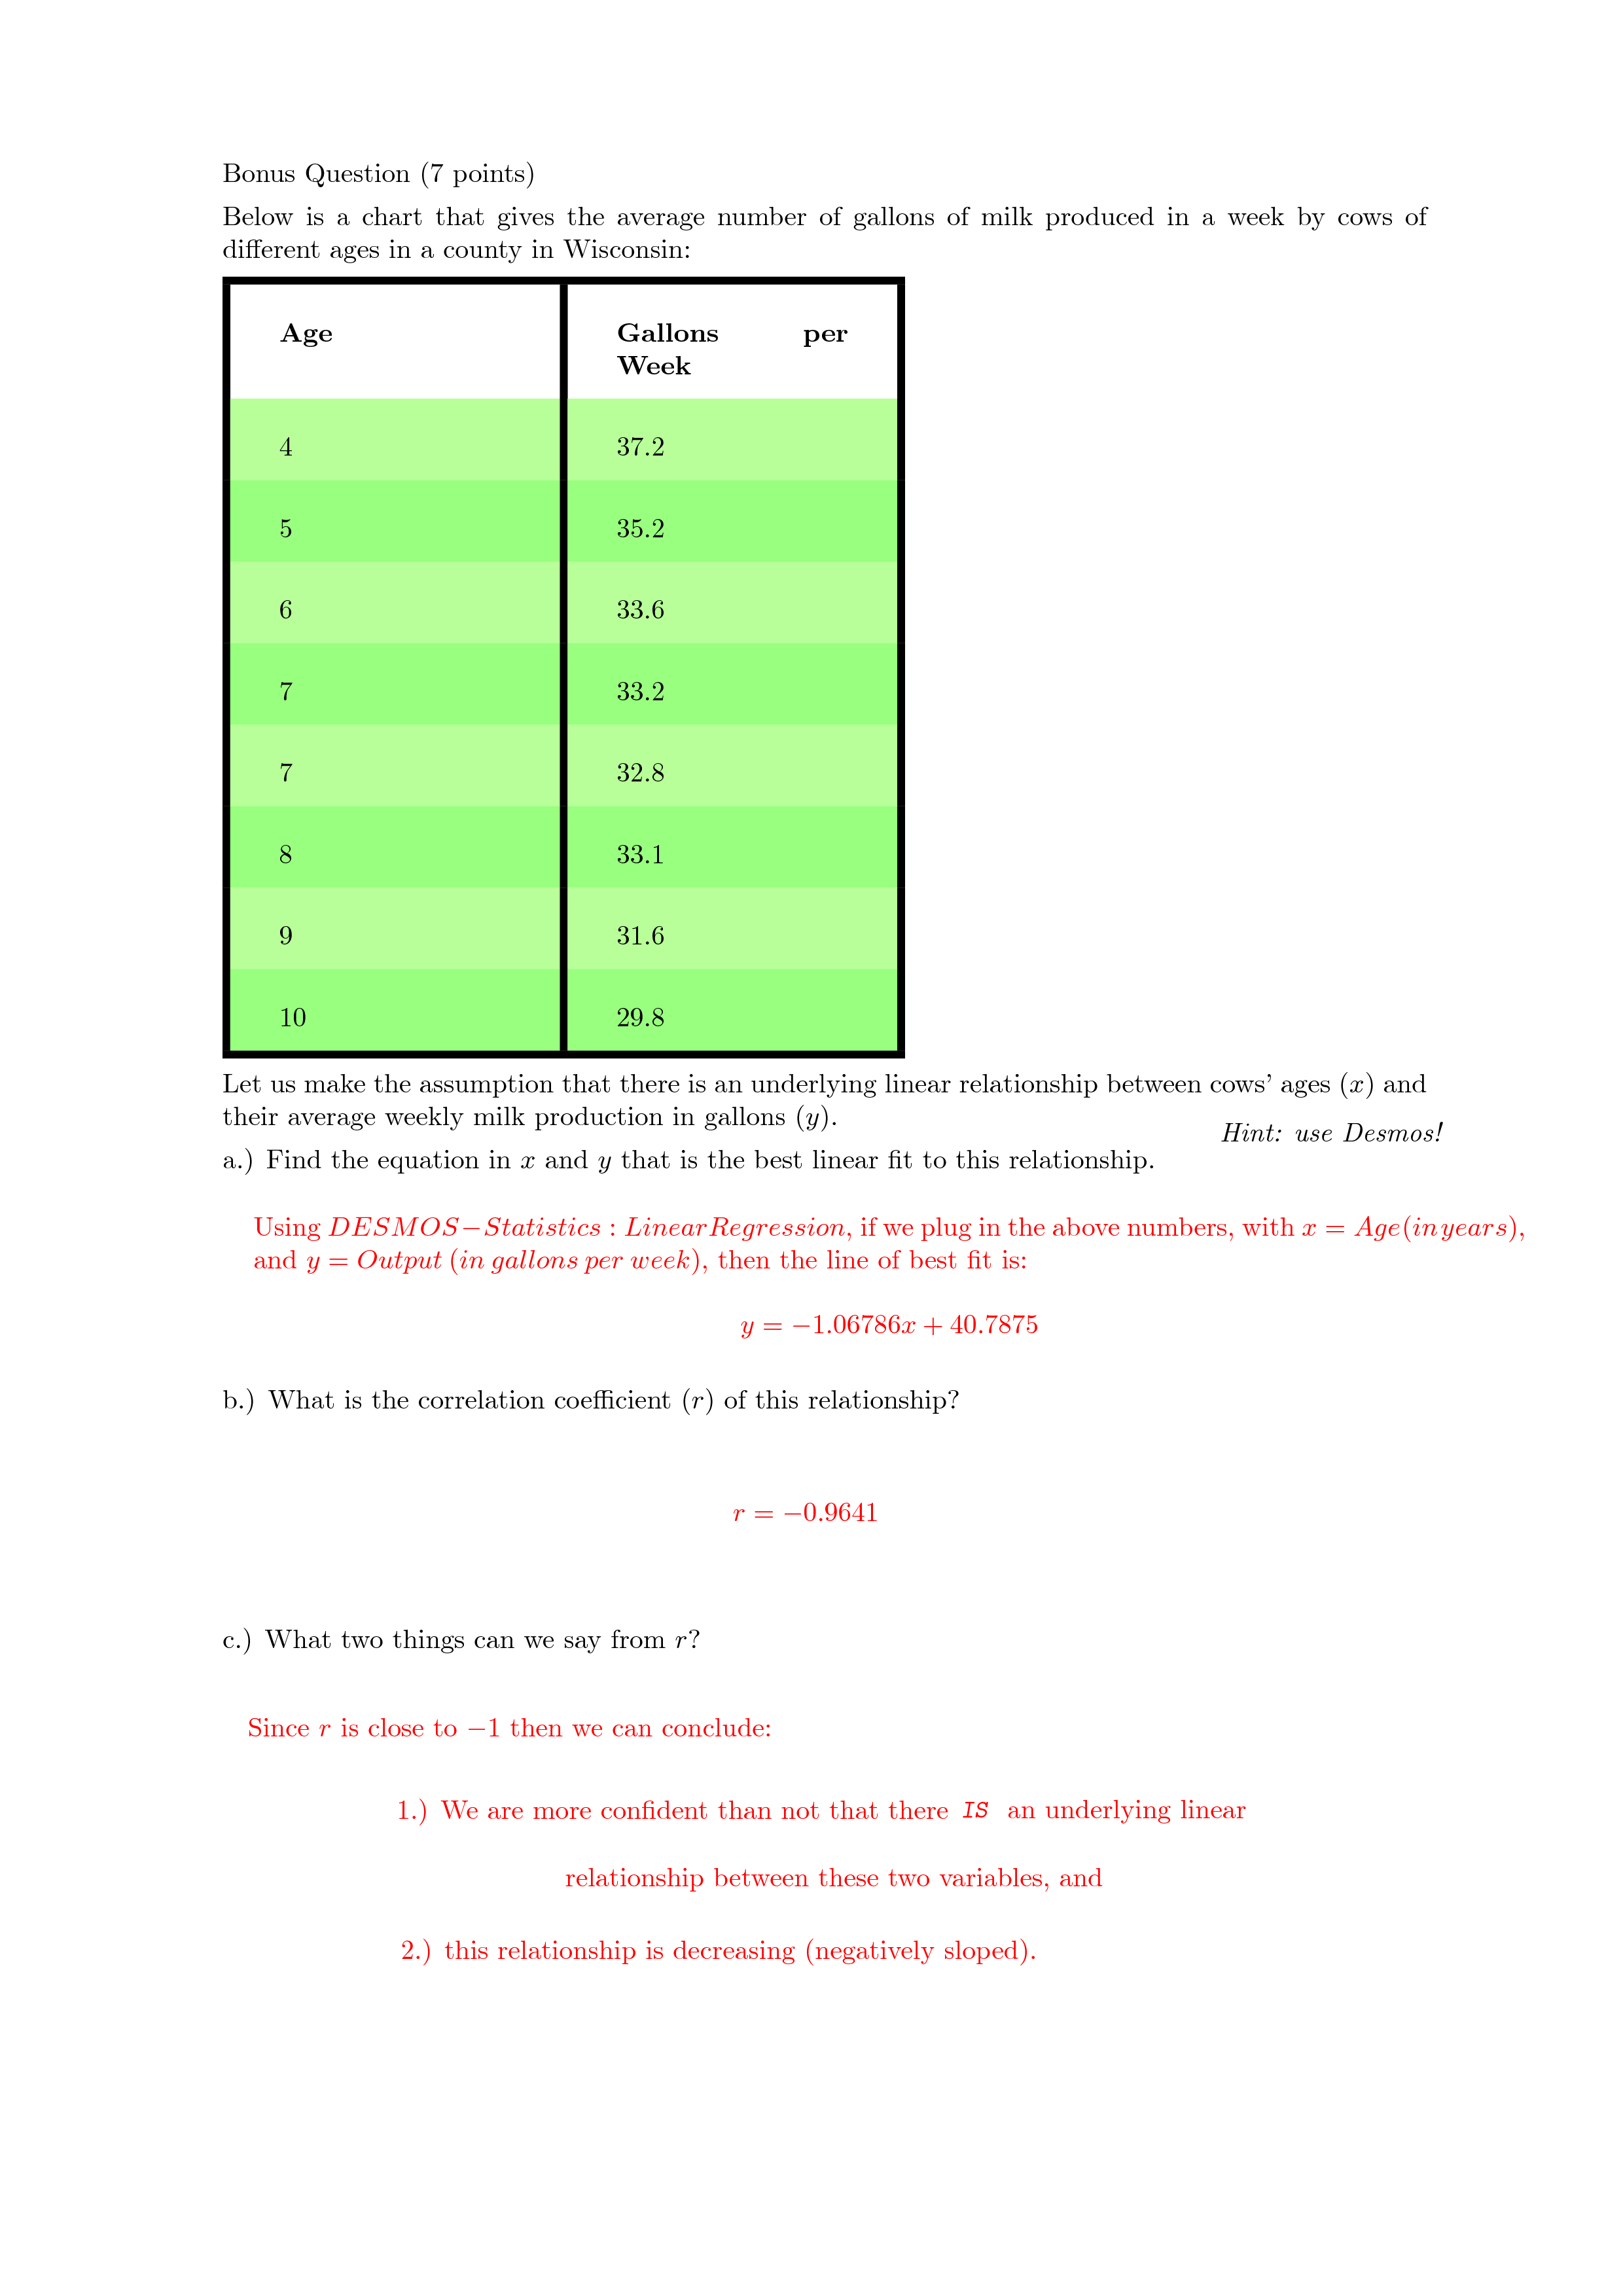 Bonus Question (7 points)
Below is a chart that gives the average number of gallons of milk produced in a week by cows of
different ages in a county in Wisconsin:
Age Gallons per
Week
4 37.2
5 35.2
6 33.6
7 33.2
7 32.8
8 33.1
9 31.6
10 29.8
Let us make the assumption that there is an underlying linear relationship between cows' ages (x) and
their average weekly milk production in gallons (y).
Hint: use Desmos!
a.) Find the equation in x and y that is the best linear fit to this relationship.
Using DESMOS−Statistics : LinearRegression, if we plug in the above numbers, with x = Age(inyears),
and y = Output (in gallons per week), then the line of best fit is:
y = −1.06786x + 40.7875
b.) What is the correlation coefficient (r) of this relationship?
r = −0.9641
c.) What two things can we say from r?
Since r is close to −1 then we can conclude:
1.) We are more confident than not that there IS an underlying linear
relationship between these two variables, and
2.) this relationship is decreasing (negatively sloped).